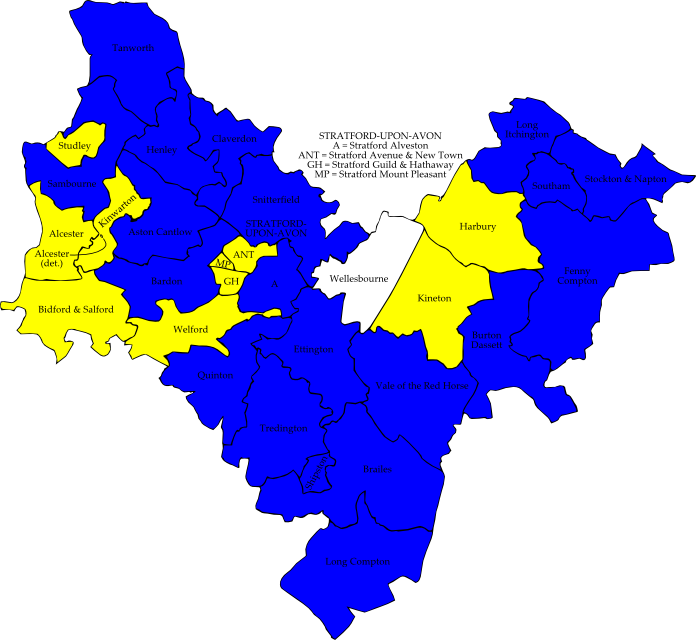 Tanworth
Studley
Henley
Claverdon
STRATFORD-UPON-AVON
A = Stratford Alveston
ANT = Stratford Avenue & New Town
GH = Stratford Guild & Hathaway
MP = Stratford Mount Pleasant
Long
Itchington
Sambourne
Kinwarton
Snitterfield
Southam
Stockton & Napton
Alcester
Alcester
(det.)
Aston Cantlow
STRATFORD-
UPON-AVON
Harbury
ANT
MP
GH
A
Bardon
Wellesbourne
Kineton
Fenny
Compton
Bidford & Salford
Welford
Ettington
Burton
Dassett
Quinton
Vale of the Red Horse
Tredington
Shipston
Brailes
Long Compton